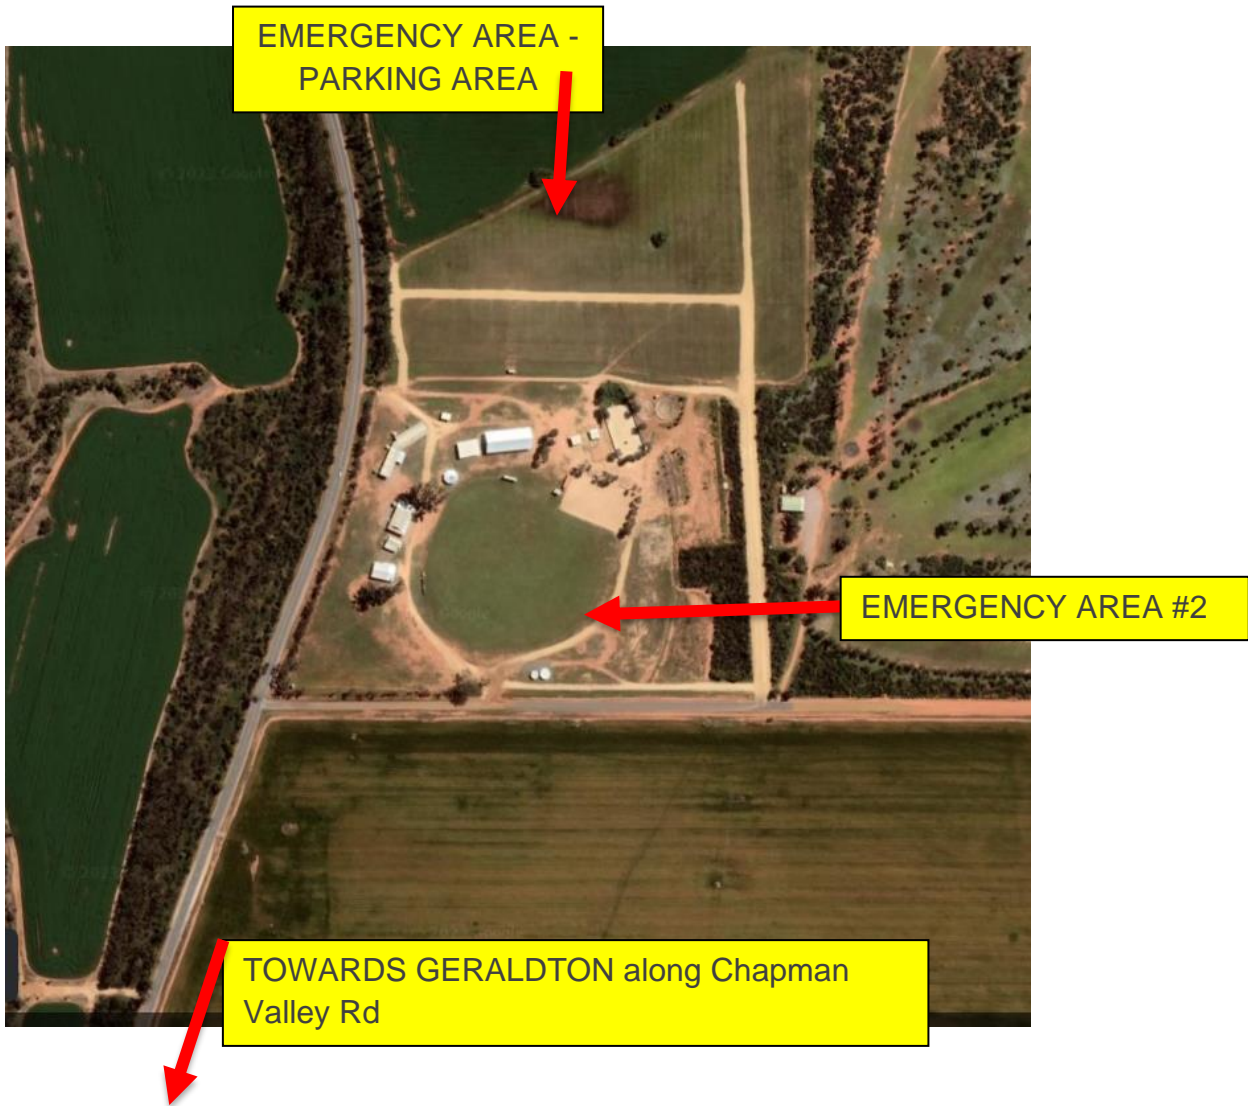 EMERGENCY AREA -
PARKING AREA
EMERGENCY AREA #2
TOWARDS GERALDTON along Chapman
Valley Rd